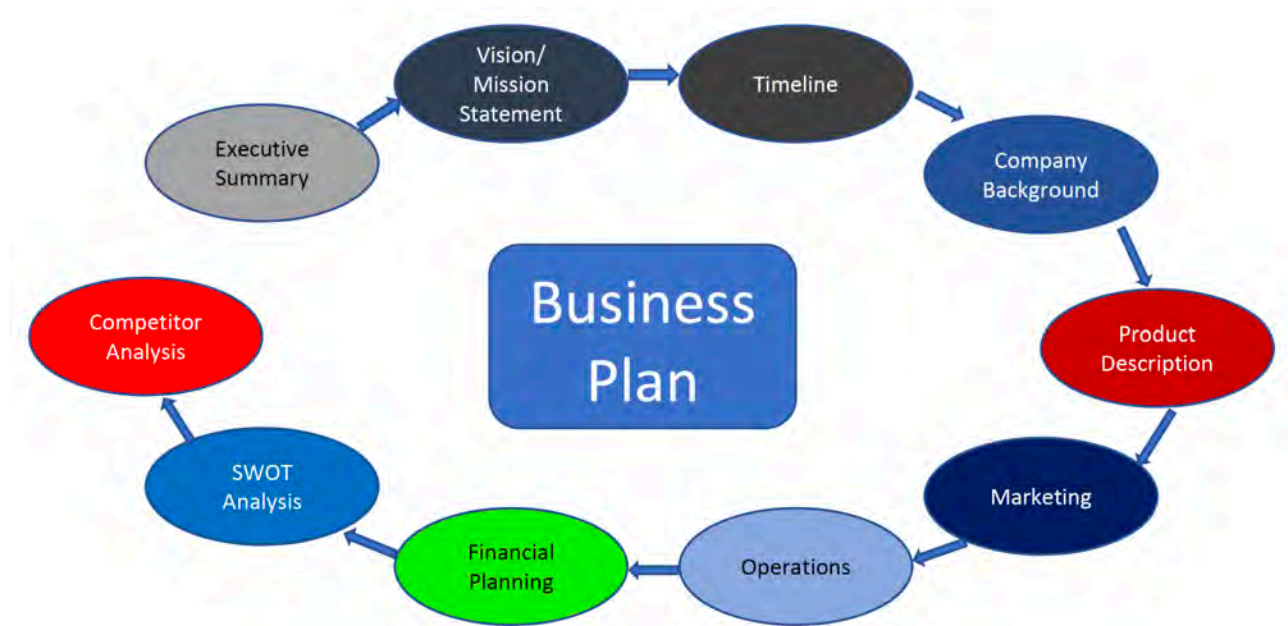 Vision/
Mission
Statement
Timeline
Executive
Summary
Company
Background
Business
Plan
Competitor
Analysis
Product
Description
SWOT
Analysis
Marketing
Financial
Planning
Operations